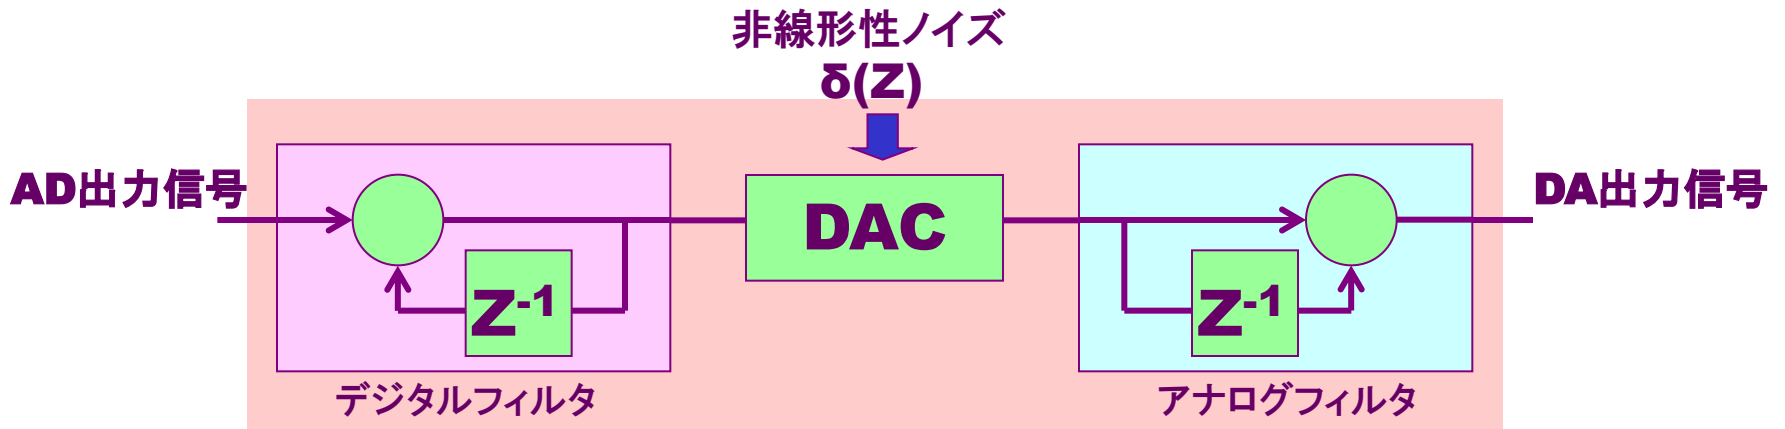 非線形性ノイズ
δ(Z)
AD出力信号
DAC
DA出力信号
Z-1
Z-1
デジタルフィルタ
アナログフィルタ